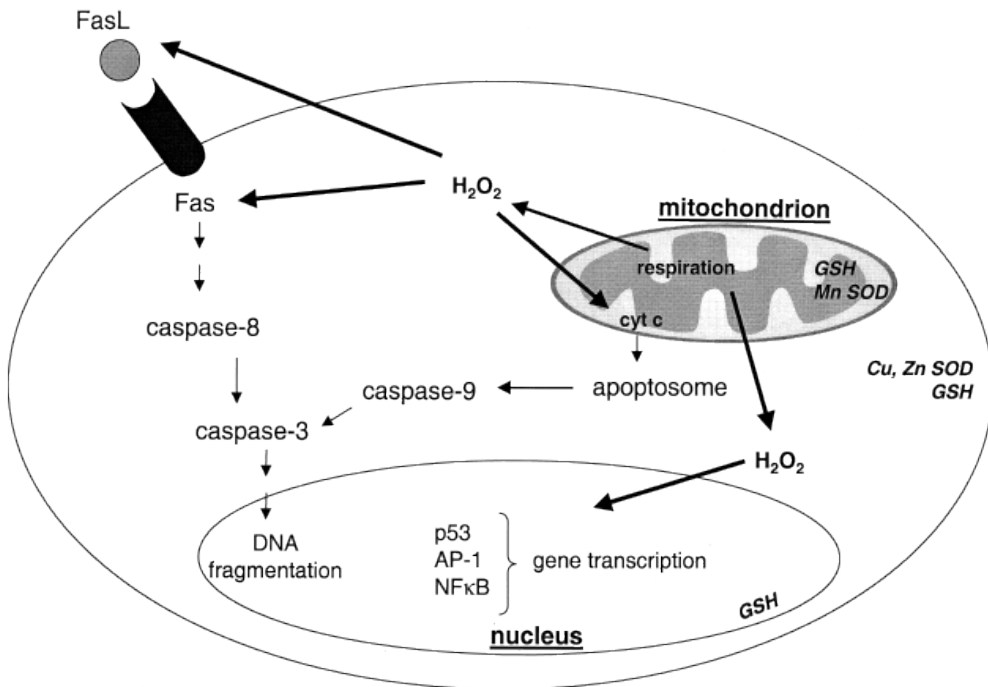 FasL
H₂O₂
Fas
mitochondrion
respiration
GSH
Mn SOD
cyt c
caspase-8
Cu, Zn SOD
GSH
caspase-9
apoptosome
caspase-3
H₂O₂
DNA
fragmentation
p53
AP-1
NFκB
gene transcription
GSH
nucleus